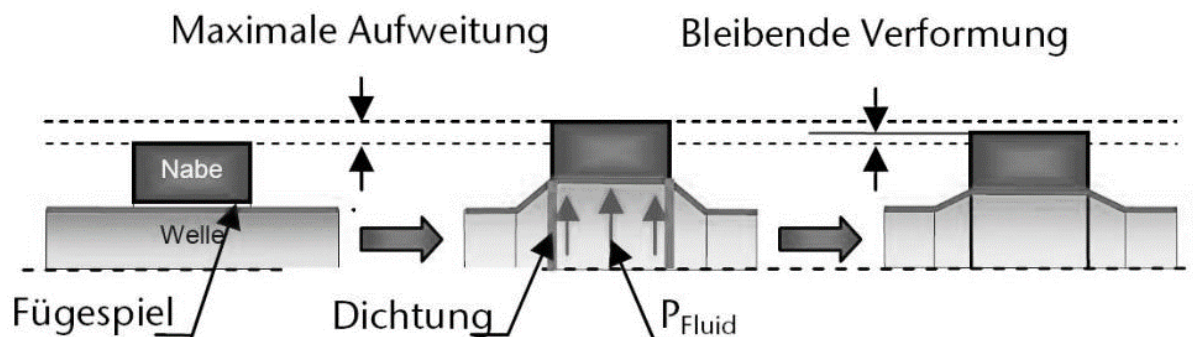 Maximale Aufweitung
Bleibende Verformung
Nabe
Welle
Fügespiel
Dichtung
PFluid